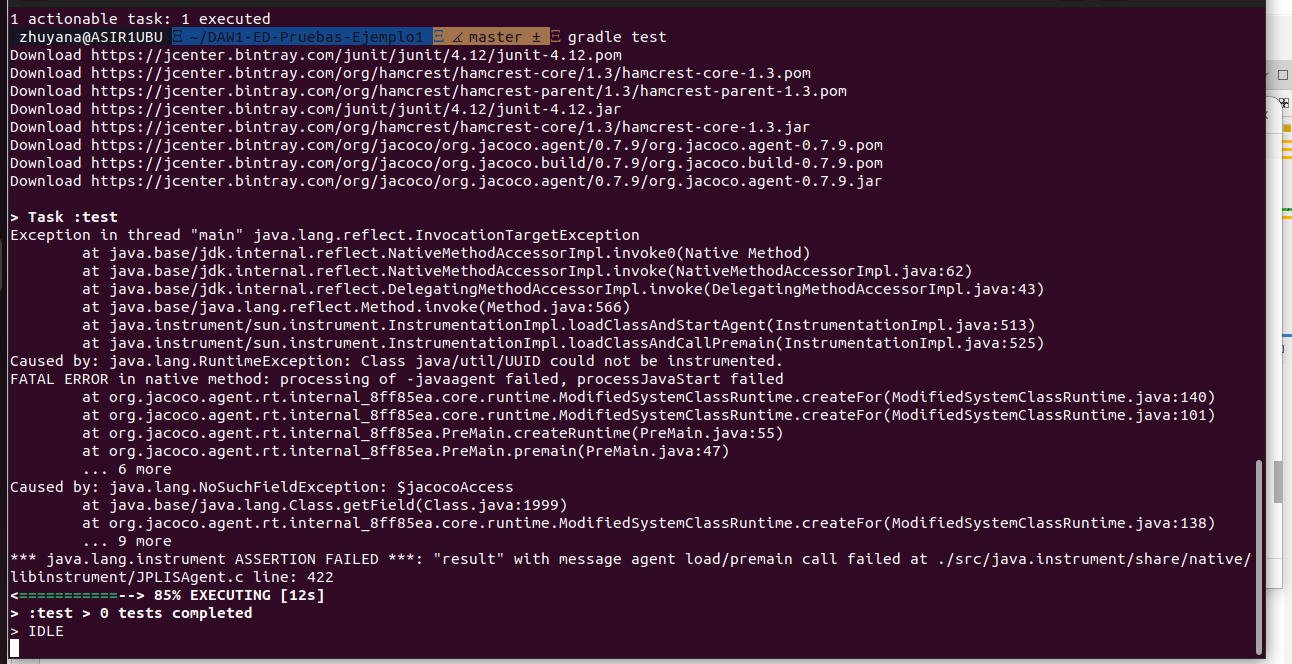 1 actionable task: 1 executed
zhuyana@ASIR1UBU ~/DAW1-ED-Pruebas-Ejemplo1 master ± gradle test
Download https://jcenter.bintray.com/junit/junit/4.12/junit-4.12.pom
Download https://jcenter.bintray.com/org/hamcrest/hamcrest-core/1.3/hamcrest-core-1.3.pom
Download https://jcenter.bintray.com/org/hamcrest/hamcrest-parent/1.3/hamcrest-parent-1.3.pom
Download https://jcenter.bintray.com/junit/junit/4.12/junit-4.12.jar
Download https://jcenter.bintray.com/org/hamcrest/hamcrest-core/1.3/hamcrest-core-1.3.jar
Download https://jcenter.bintray.com/org/jacoco/org.jacoco.agent/0.7.9/org.jacoco.agent-0.7.9.pom
Download https://jcenter.bintray.com/org/jacoco/org.jacoco.build/0.7.9/org.jacoco.build-0.7.9.pom
Download https://jcenter.bintray.com/org/jacoco/org.jacoco.agent/0.7.9/org.jacoco.agent-0.7.9.jar
> Task :test
Exception in thread "main" java.lang.reflect.InvocationTargetException
at java.base/jdk.internal.reflect.NativeMethodAccessorImpl.invoke0(Native Method)
at java.base/jdk.internal.reflect.NativeMethodAccessorImpl.invoke(NativeMethodAccessorImpl.java:62)
at java.base/jdk.internal.reflect.DelegatingMethodAccessorImpl.invoke(DelegatingMethodAccessorImpl.java:43)
at java.base/java.lang.reflect.Method.invoke(Method.java:566)
at java.instrument/sun.instrument.InstrumentationImpl.loadClassAndStartAgent(InstrumentationImpl.java:513)
at java.instrument/sun.instrument.InstrumentationImpl.loadClassAndCallPremain(InstrumentationImpl.java:525)
Caused by: java.lang.RuntimeException: Class java/util/UUID could not be instrumented.
FATAL ERROR in native method: processing of -javaagent failed, processJavaStart failed
at org.jacoco.agent.rt.internal_8ff85ea.core.runtime.ModifiedSystemClassRuntime.createFor(ModifiedSystemClassRuntime.java:140)
at org.jacoco.agent.rt.internal_8ff85ea.core.runtime.ModifiedSystemClassRuntime.createFor(ModifiedSystemClassRuntime.java:101)
at org.jacoco.agent.rt.internal_8ff85ea.PreMain.createRuntime(PreMain.java:55)
at org.jacoco.agent.rt.internal_8ff85ea.PreMain.premain(PreMain.java:47)
... 6 more
Caused by: java.lang.NoSuchFieldException: $jacocoAccess
at java.base/java.lang.Class.getField(Class.java:1999)
at org.jacoco.agent.rt.internal_8ff85ea.core.runtime.ModifiedSystemClassRuntime.createFor(ModifiedSystemClassRuntime.java:138)
... 9 more
*** java.lang.instrument ASSERTION FAILED ***: "result" with message agent load/premain call failed at ./src/java.instrument/share/native/
libinstrument/JPLISAgent.c line: 422
<===========--> 85% EXECUTING [12s]
> :test > 0 tests completed
> IDLE